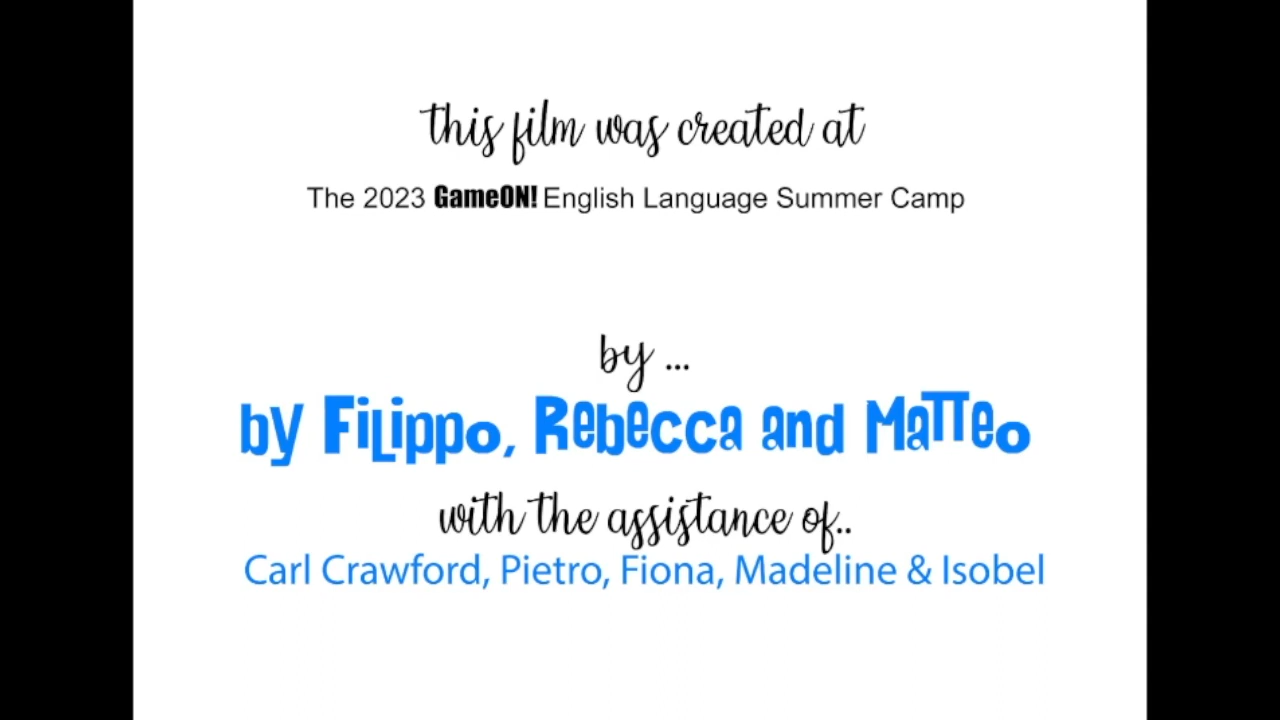 this film was created at
The 2023 GameON! English Language Summer Camp
by ...
by Filippo, Rebecca and Matteo
with the assistance of..
Carl Crawford, Pietro, Fiona, Madeline & Isobel